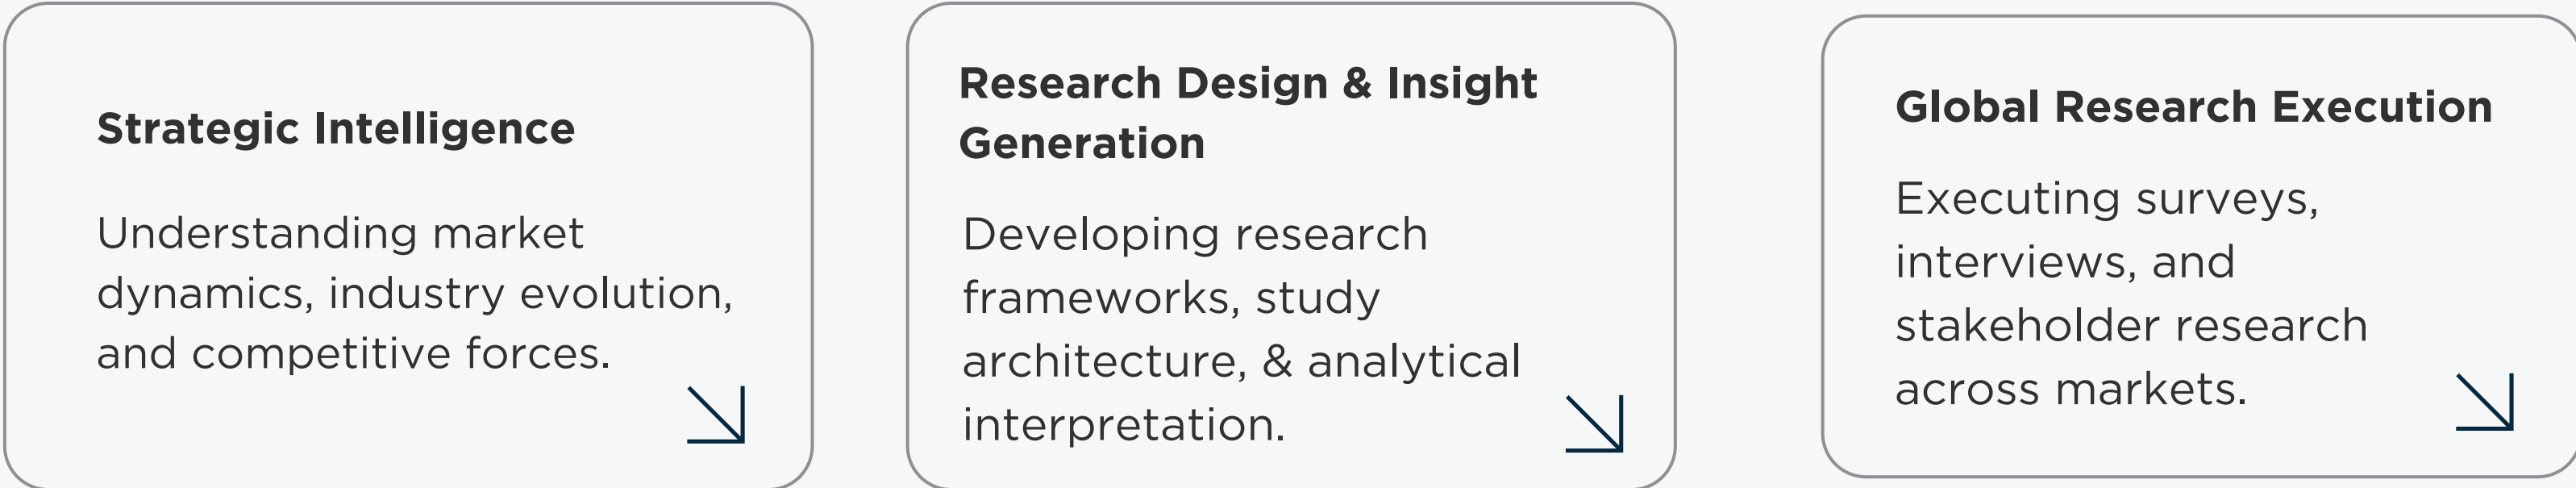 Strategic Intelligence
Understanding market
dynamics, industry evolution,
and competitive forces.
Research Design & Insight
Generation
Developing research
frameworks, study
architecture, & analytical
interpretation.
Global Research Execution
Executing surveys,
interviews, and
stakeholder research
across markets.